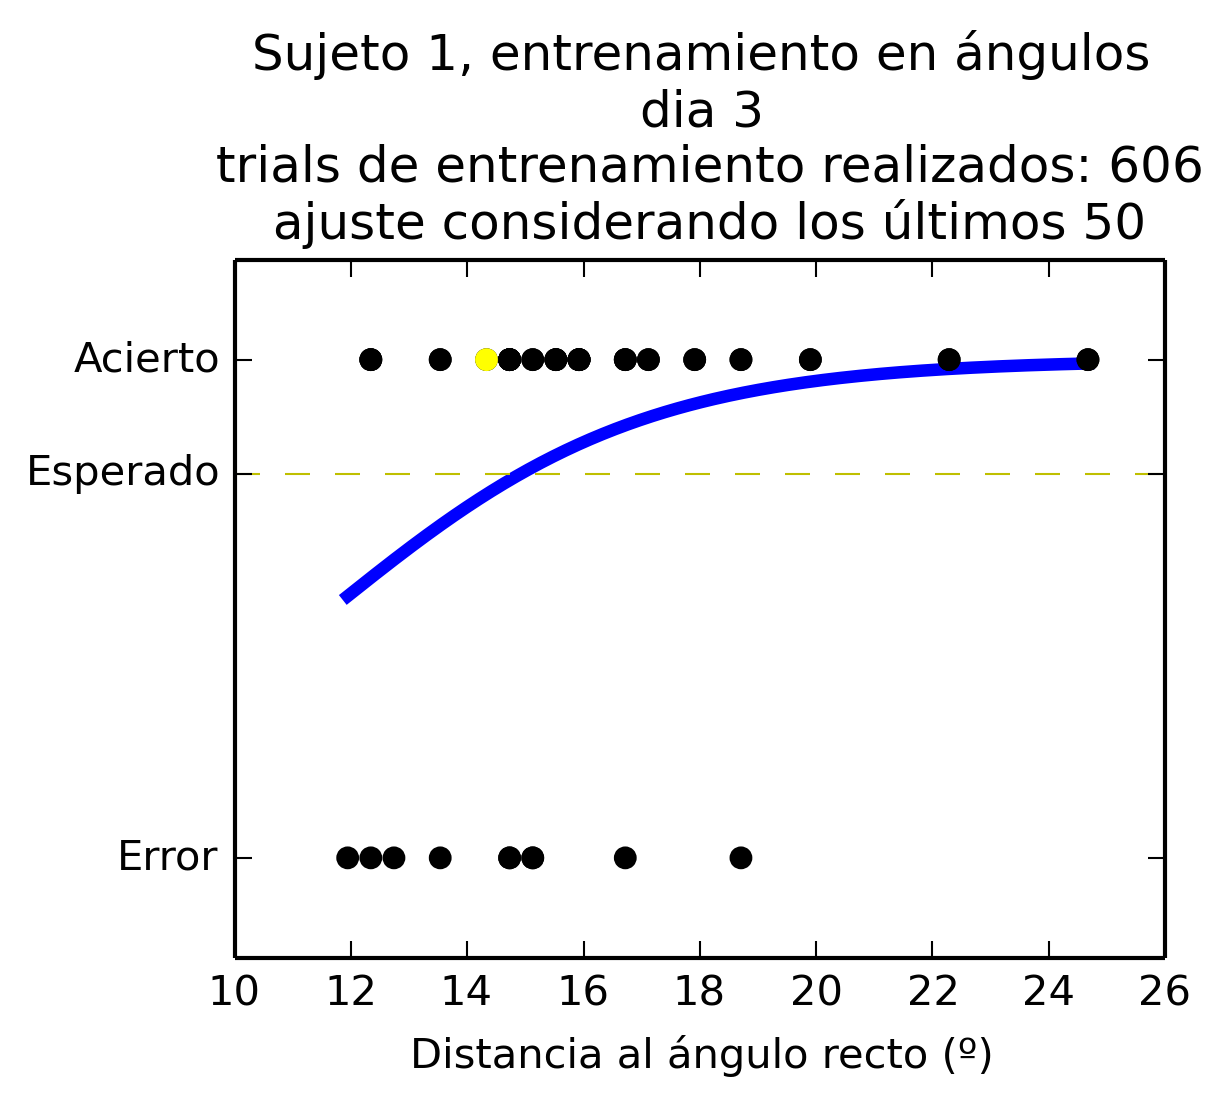 Sujeto 1, entrenamiento en ángulos
dia 3
trials de entrenamiento realizados: 606
ajuste considerando los últimos 50
Acierto
Esperado
Error
10 12 14 16 18 20 22 24 26
Distancia al ángulo recto (º)